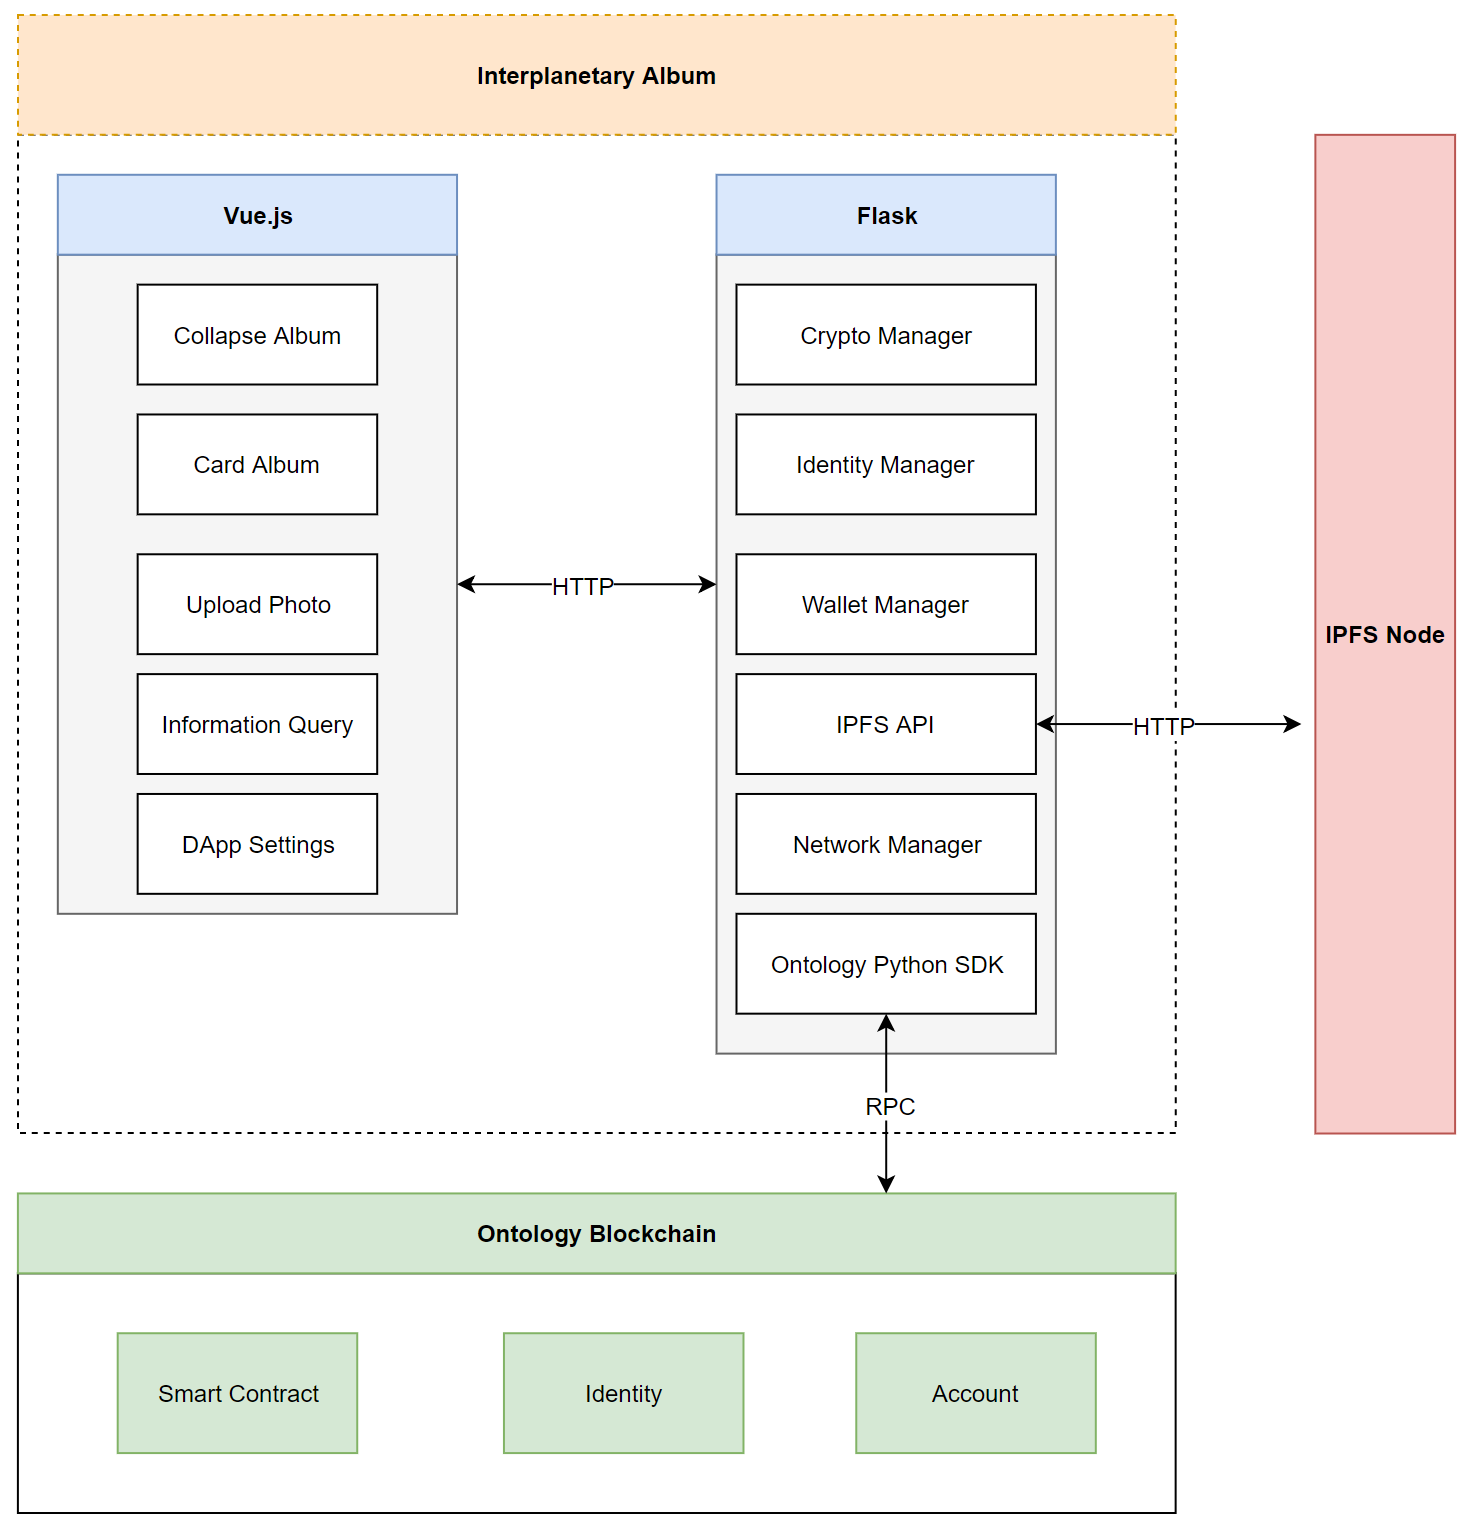 Interplanetary Album
Vue.js
Collapse Album
Card Album
Upload Photo
Information Query
DApp Settings
HTTP
Flask
Crypto Manager
Identity Manager
Wallet Manager
IPFS API
Network Manager
Ontology Python SDK
HTTP
IPFS Node
RPC
Ontology Blockchain
Smart Contract
Identity
Account